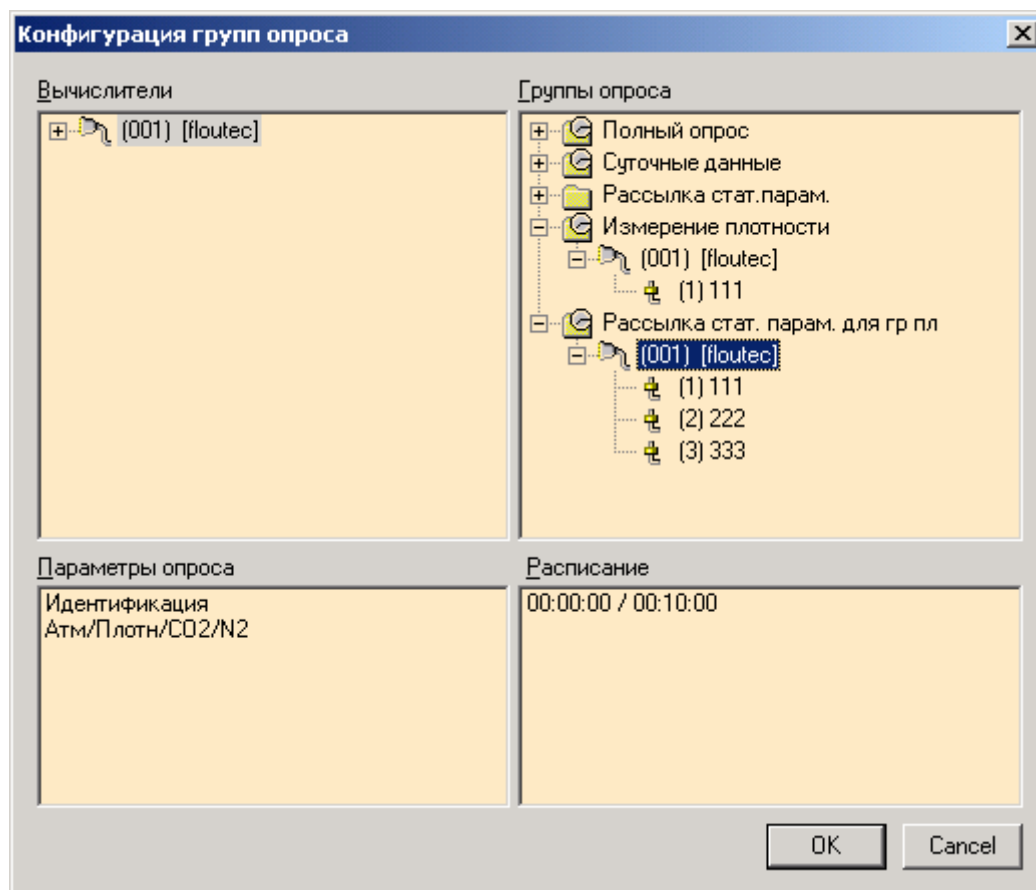 Конфигурация групп опроса
Вычислители
(001) [floutec]
Группы опроса
Полный опрос
Суточные данные
Рассылка стат.парам.
Измерение плотности
(001) [floutec]
(1) 111
Рассылка стат. парам. для гр пл
(001) [floutec]
(1) 111
(2) 222
(3) 333
Параметры опроса
Идентификация
Атм/Плотн/CO2/N2
Расписание
00:00:00 / 00:10:00
OK
Cancel